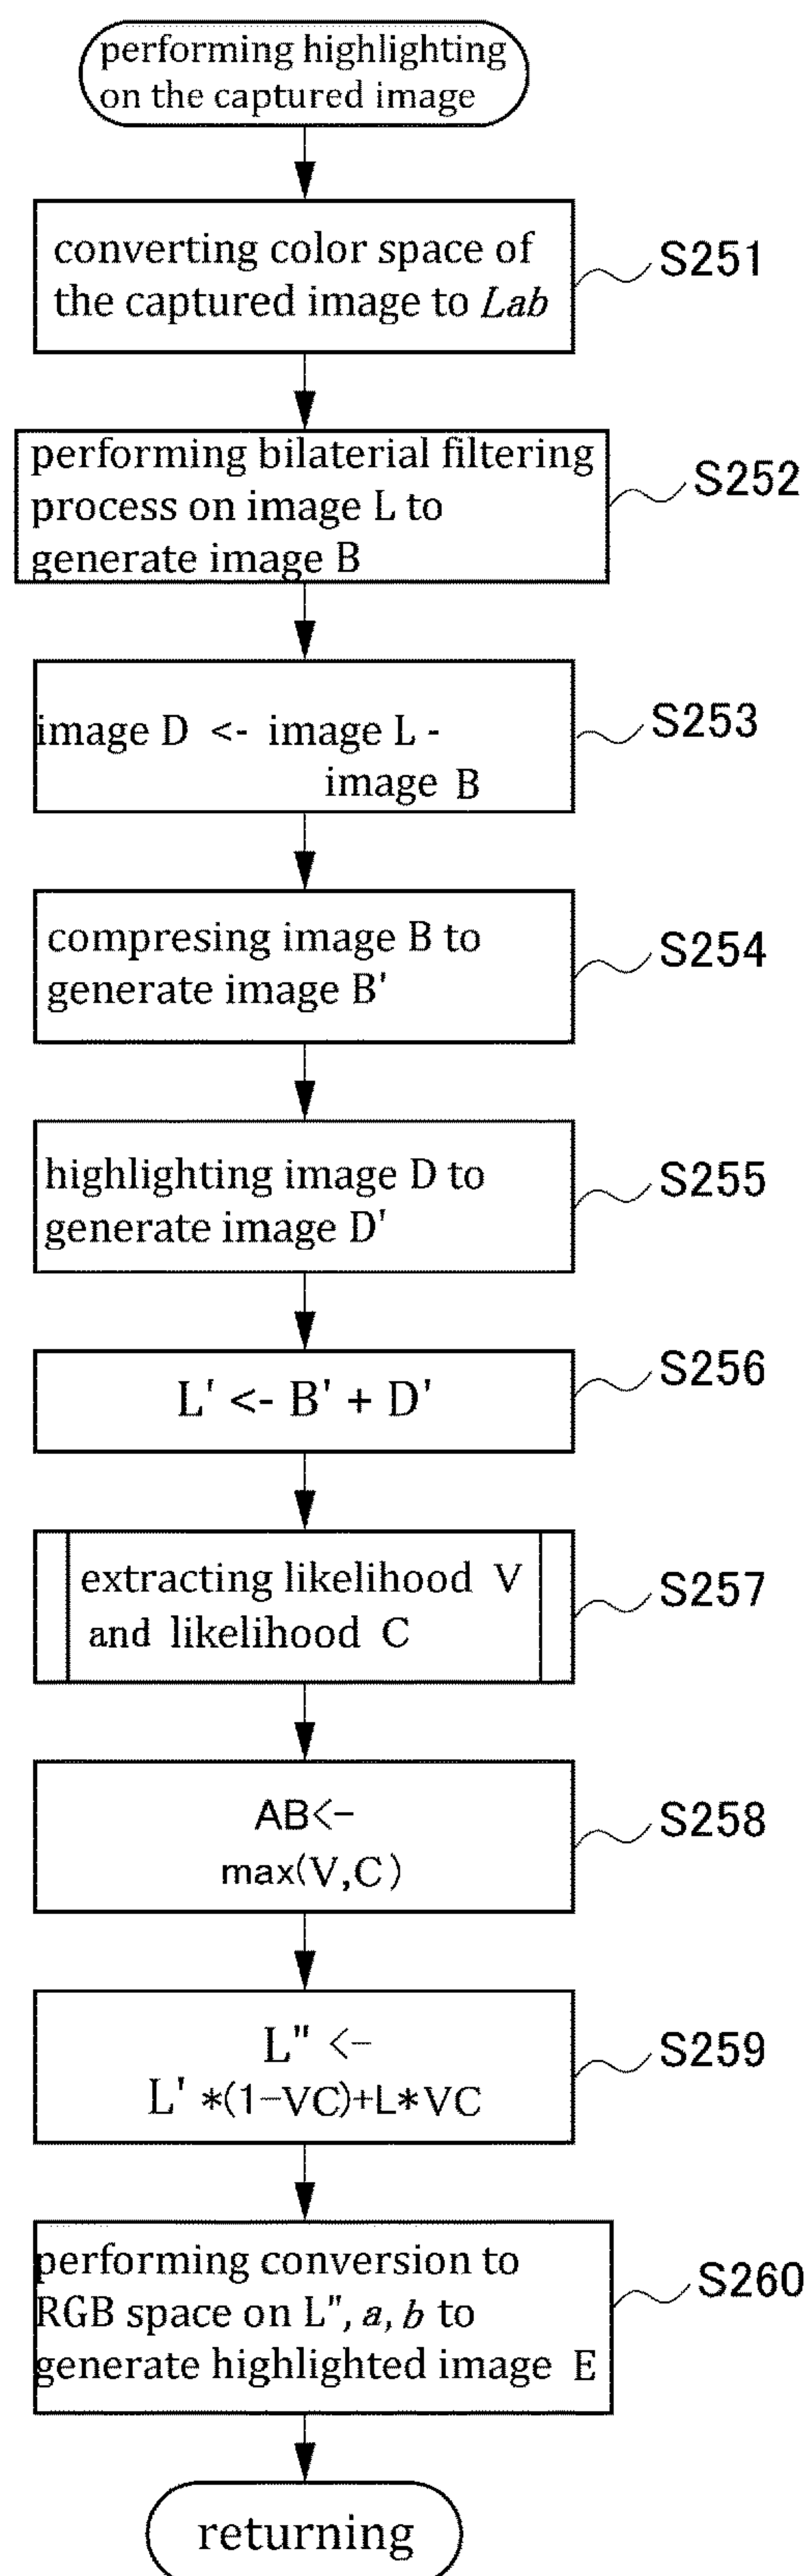 performing highlighting
on the captured image
converting color space of
the captured image to Lab
S251
performing bilaterial filtering
process on image L to
generate image B
S252
image D <- image L -
image B
S253
compresing image B to
generate image B'
S254
highlighting image D to
generate image D'
S255
L' <- B' + D'
S256
extracting likelihood V
and likelihood C
S257
AB<-
max(V,C)
S258
L" <-
L' *(1-VC)+L*VC
S259
performing conversion to
RGB space on L", a, b to
generate highlighted image E
S260
returning